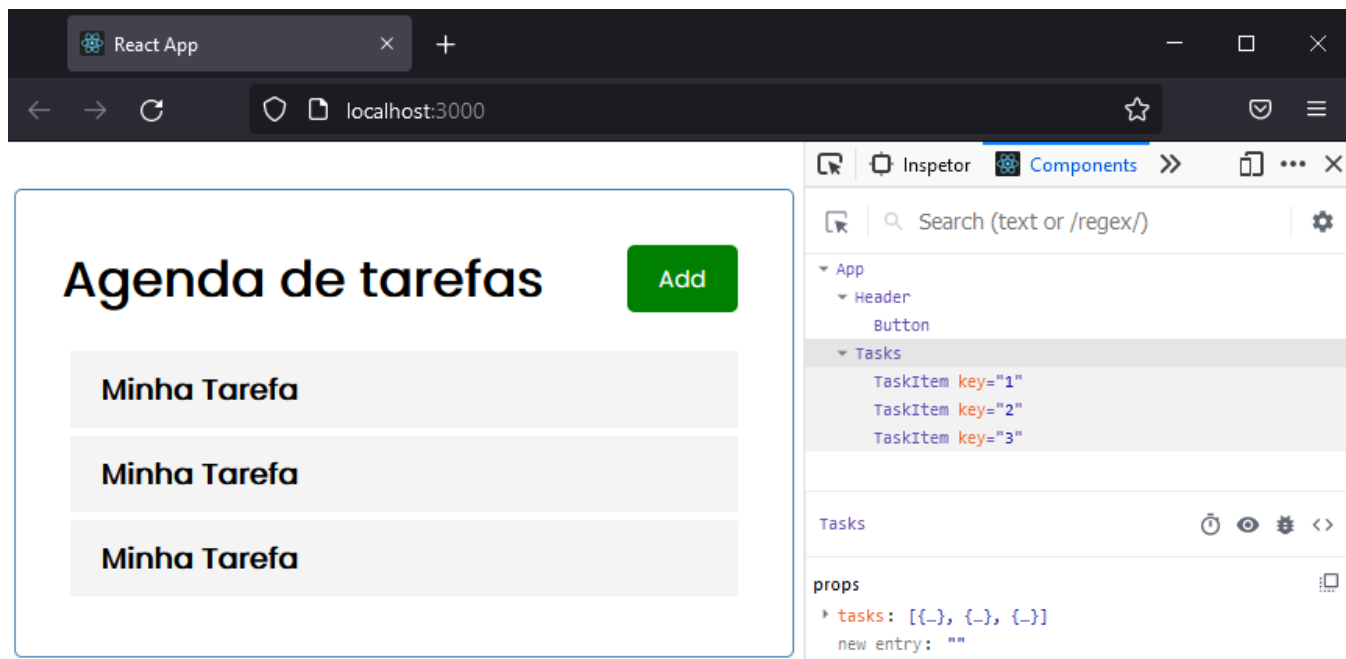 React App
localhost:3000
Inspetor Components
Search (text or /regex/)
Agenda de tarefas
Add
Minha Tarefa
Minha Tarefa
Minha Tarefa
App
Header
Button
Tasks
TaskItem key="1"
TaskItem key="2"
TaskItem key="3"
Tasks
props
tasks: [{…}, {…}, {…}]
new entry: ""